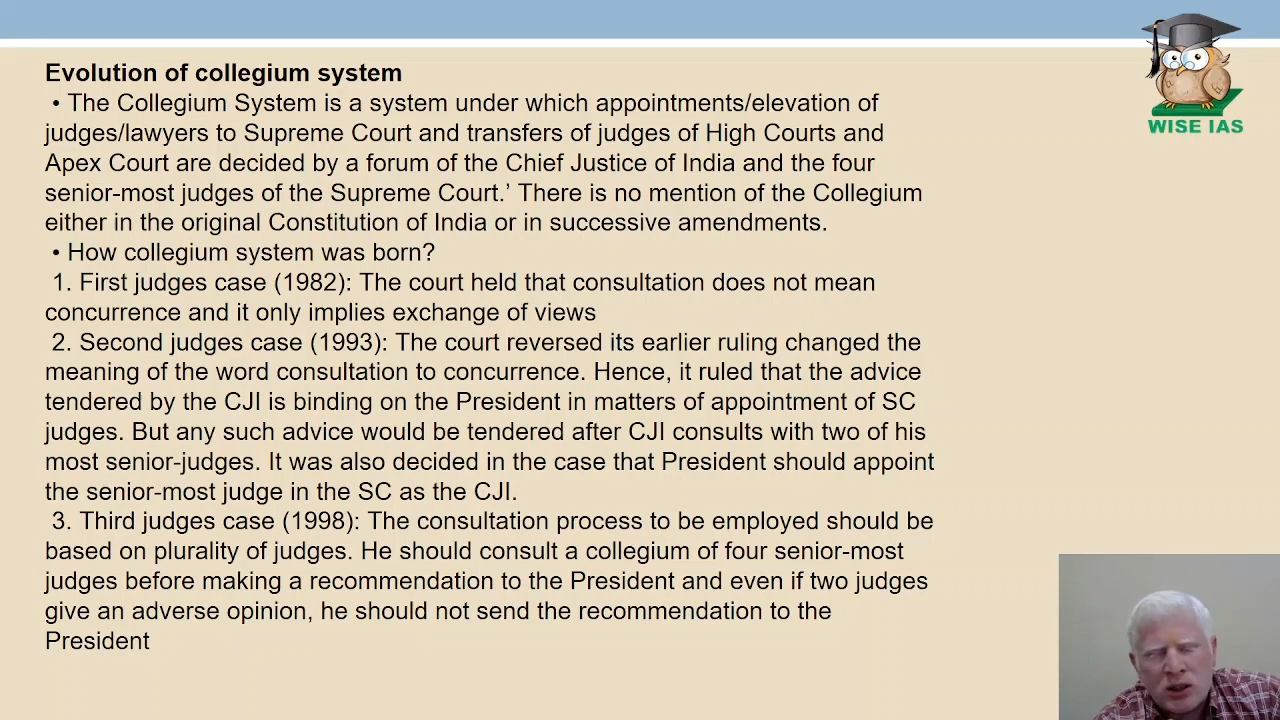 WISE IAS
Evolution of collegium system
• The Collegium System is a system under which appointments/elevation of
judges/lawyers to Supreme Court and transfers of judges of High Courts and
Apex Court are decided by a forum of the Chief Justice of India and the four
senior-most judges of the Supreme Court.’ There is no mention of the Collegium
either in the original Constitution of India or in successive amendments.
• How collegium system was born?
1. First judges case (1982): The court held that consultation does not mean
concurrence and it only implies exchange of views
2. Second judges case (1993): The court reversed its earlier ruling changed the
meaning of the word consultation to concurrence. Hence, it ruled that the advice
tendered by the CJI is binding on the President in matters of appointment of SC
judges. But any such advice would be tendered after CJI consults with two of his
most senior-judges. It was also decided in the case that President should appoint
the senior-most judge in the SC as the CJI.
3. Third judges case (1998): The consultation process to be employed should be
based on plurality of judges. He should consult a collegium of four senior-most
judges before making a recommendation to the President and even if two judges
give an adverse opinion, he should not send the recommendation to the
President